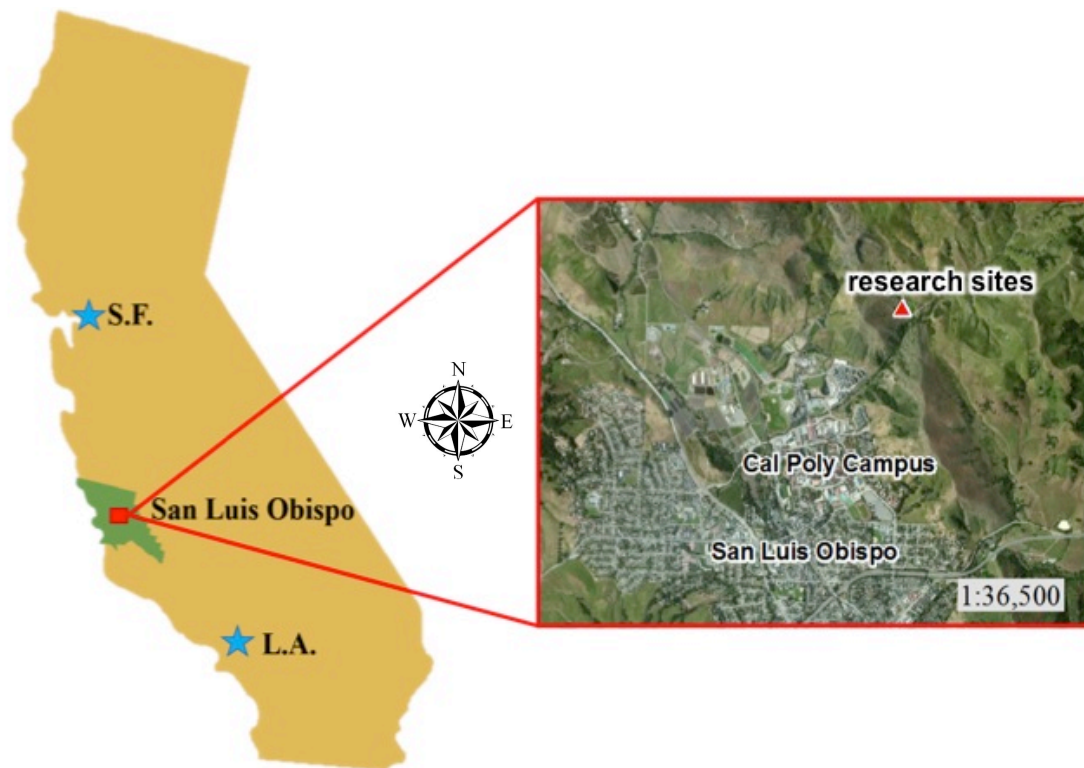 S.F.
San Luis Obispo
L.A.
N
W
E
S
research sites
Cal Poly Campus
San Luis Obispo
1:36,500